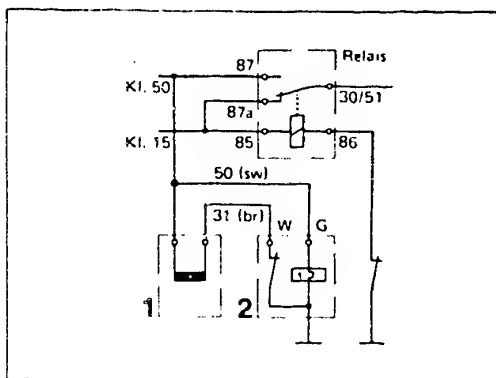 Relais
87
Kl. 50
30/51
87a
Kl. 15
85
86
50 (sw)
31 (br)
W
G
1
2